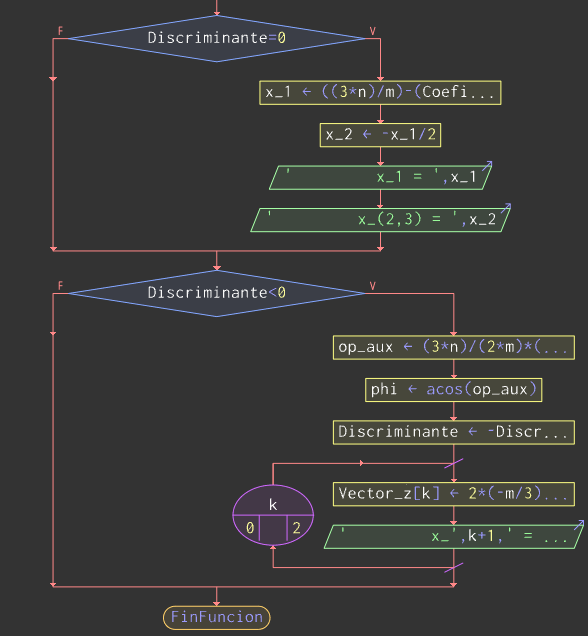 Discriminante=0
F
V
x_1 ← ((3*n)/m)-(Coefi...
x_2 ← -x_1/2
' x_1 = ',x_1
' x_(2,3) = ',x_2
Discriminante<0
F
V
op_aux ← (3*n)/(2*m)*(...
phi ← acos(op_aux)
Discriminante ← -Discr...
k
0
2
Vector_z[k] ← 2*(-m/3)...
' x_',k+1,' = ...
FinFuncion